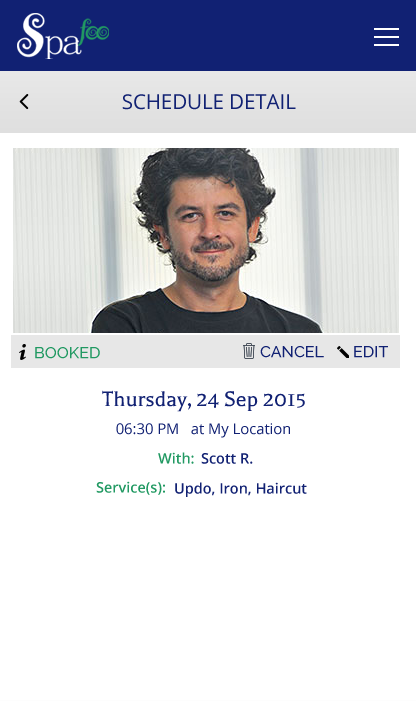 Spafoo
SCHEDULE DETAIL
BOOKED CANCEL EDIT
Thursday, 24 Sep 2015
06:30 PM at My Location
With: Scott R.
Service(s): Updo, Iron, Haircut